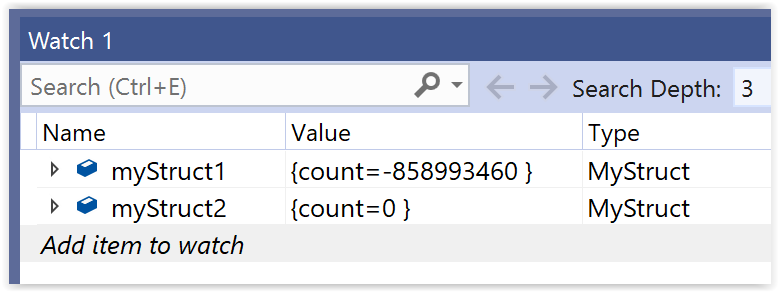 Watch 1
Search (Ctrl+E) Search Depth: 3
Name Value Type
myStruct1 {count=-858993460 } MyStruct
myStruct2 {count=0 } MyStruct
Add item to watch